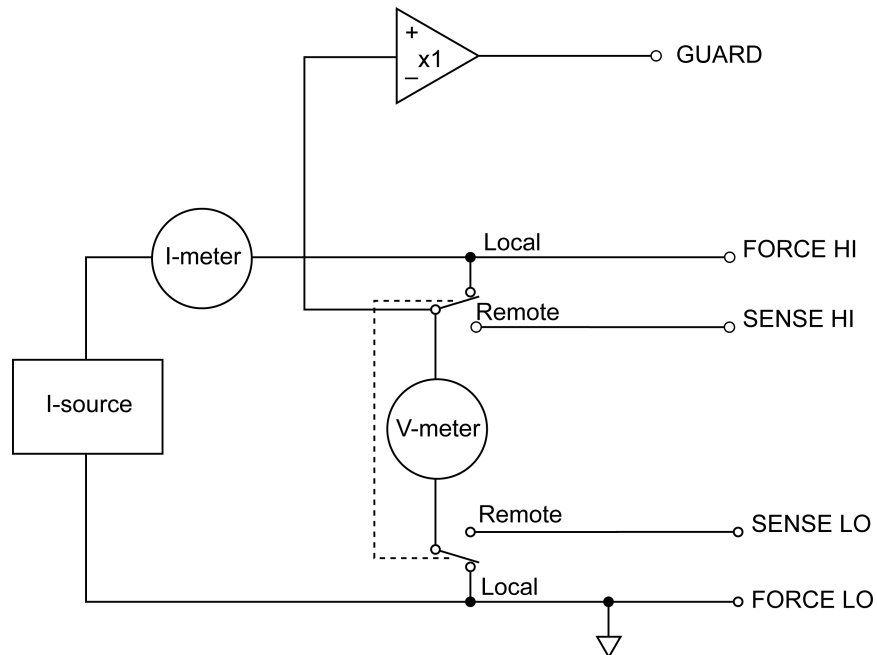 +
x1
–
GUARD
Local
FORCE HI
I-meter
Remote
SENSE HI
I-source
V-meter
Remote
SENSE LO
Local
FORCE LO